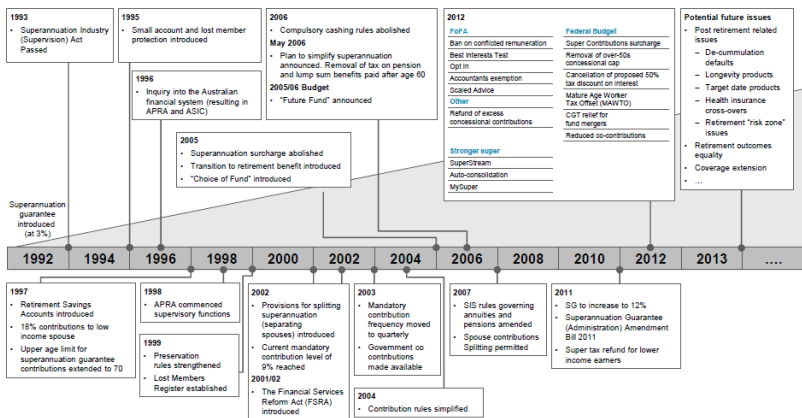 1993
• Superannuation Industry
(Supervision) Act
Passed
1995
• Small account and lost member
protection introduced
1996
• Inquiry into the Australian
financial system (resulting
in APRA and ASIC)
2006
• Compulsory cashing rules abolished
May 2006
• Plan to simplify superannuation
announced. Removal of tax on pension
and lump sum benefits paid after age 60
2005/06 Budget
• "Future Fund" announced
2005
• Superannuation surcharge abolished
• Transition to retirement benefit introduced
• "Choice of Fund" introduced
2012
FoFA
Ban on conflicted remuneration
Best Interests Test
Opt In
Accountants exemption
Scaled Advice
Other
Refund of excess
concessional contributions
Stronger super
SuperStream
Auto-consolidation
MySuper
Federal Budget
Super Contributions surcharge
Removal of over-50s
concessional cap
Cancellation of proposed 50%
tax discount on interest
Mature Age Worker
Tax Offset (MAWTO)
CGT relief for
fund mergers
Reduced co-contributions
Potential future issues
• Post retirement related
issues
– De-cummulation
defaults
– Longevity products
– Target date products
– Health insurance
cross-overs
– Retirement "risk zone"
issues
• Retirement outcomes
equality
• Coverage extension
• ...
Superannuation
guarantee
introduced
(at 3%)
1992
1994
1996
1998
2000
2002
2004
2006
2008
2010
2012
2013
....
1997
• Retirement Savings
Accounts introduced
• 18% contributions to low
income spouse
• Upper age limit for
superannuation guarantee
contributions extended to 70
1998
• APRA commenced
supervisory functions
1999
• Preservation
rules strengthened
• Lost Members
Register established
2002
• Provisions for splitting
superannuation
(separating
spouses) introduced
• Current mandatory
contribution level of
9% reached
2001/02
• The Financial Services
Reform Act (FSRA)
introduced
2003
• Mandatory
contribution
frequency moved
to quarterly
• Government co
contributions
made available
2004
• Contribution rules simplified
2007
• SIS rules governing
annuities and
pensions amended
• Spouse contributions
Splitting permitted
2011
• SG to increase to 12%
• Superannuation Guarantee
(Administration) Amendment
Bill 2011
• Super tax refund for lower
income earners